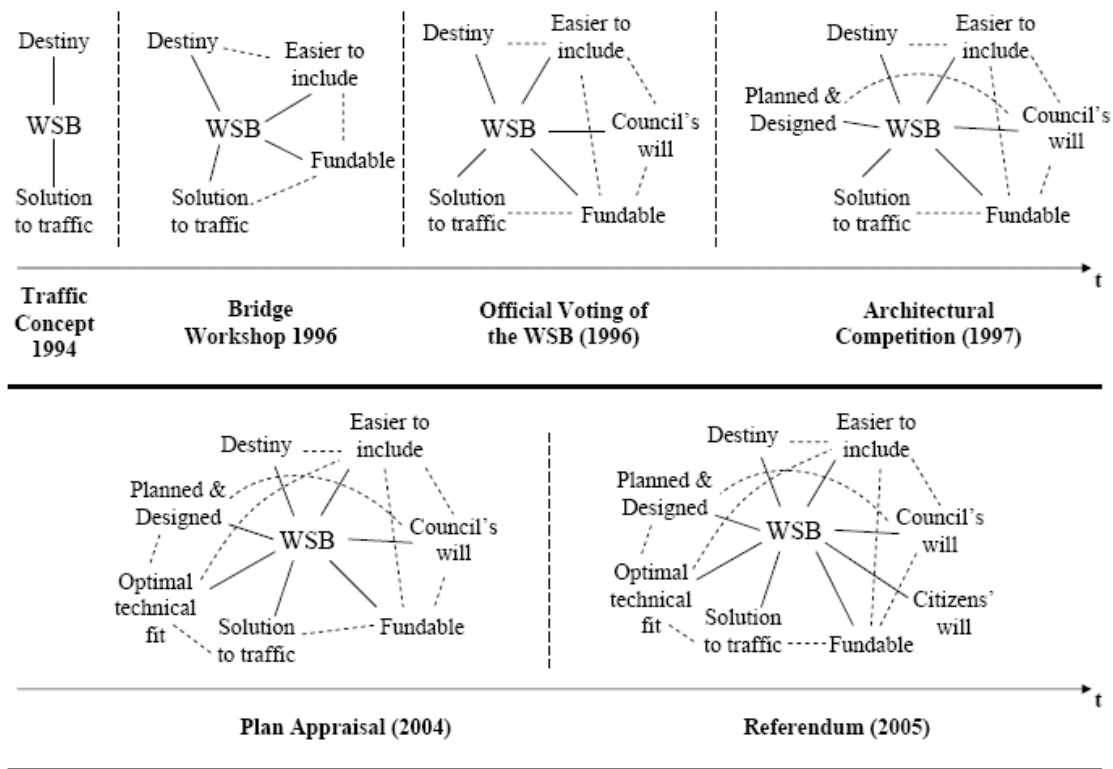 Destiny
WSB
Solution
to traffic
Destiny
Easier to
include
WSB
Fundable
Solution
to traffic
Destiny
Easier to
include
WSB
Council's
will
Solution
to traffic
Fundable
Destiny
Easier to
include
Planned &
Designed
WSB
Council's
will
Solution
to traffic
Fundable
t
Traffic
Concept
1994
Bridge
Workshop 1996
Official Voting of
the WSB (1996)
Architectural
Competition (1997)
Destiny
Easier to
include
Planned &
Designed
WSB
Council's
will
Optimal
technical
fit
Solution
to traffic
Fundable
Destiny
Easier to
include
Planned &
Designed
WSB
Council's
will
Optimal
technical
fit
Citizens'
will
Solution
to traffic
Fundable
t
Plan Appraisal (2004)
Referendum (2005)